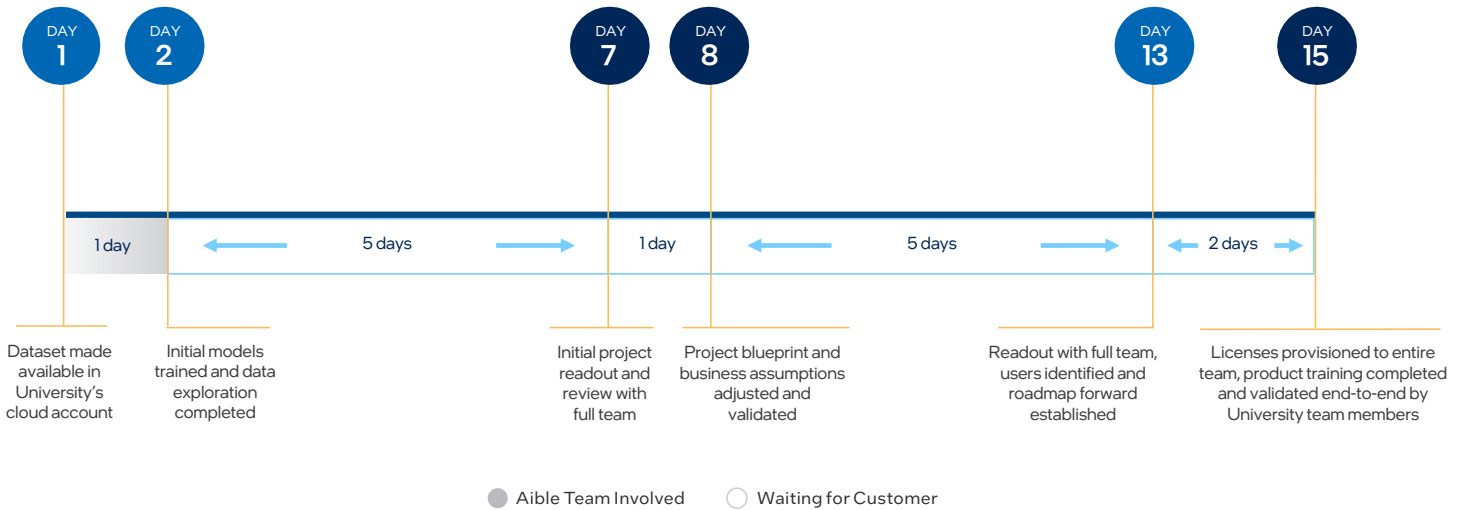 DAY
1
DAY
2
DAY
7
DAY
8
DAY
13
DAY
15
1 day
5 days
1 day
5 days
2 days
Dataset made
available in
University’s
cloud account
Initial models
trained and data
exploration
completed
Initial project
readout and
review with
full team
Project blueprint and
business assumptions
adjusted and
validated
Readout with full team,
users identified and
roadmap forward
established
Licenses provisioned to entire
team, product training completed
and validated end-to-end by
University team members
Aible Team Involved
Waiting for Customer